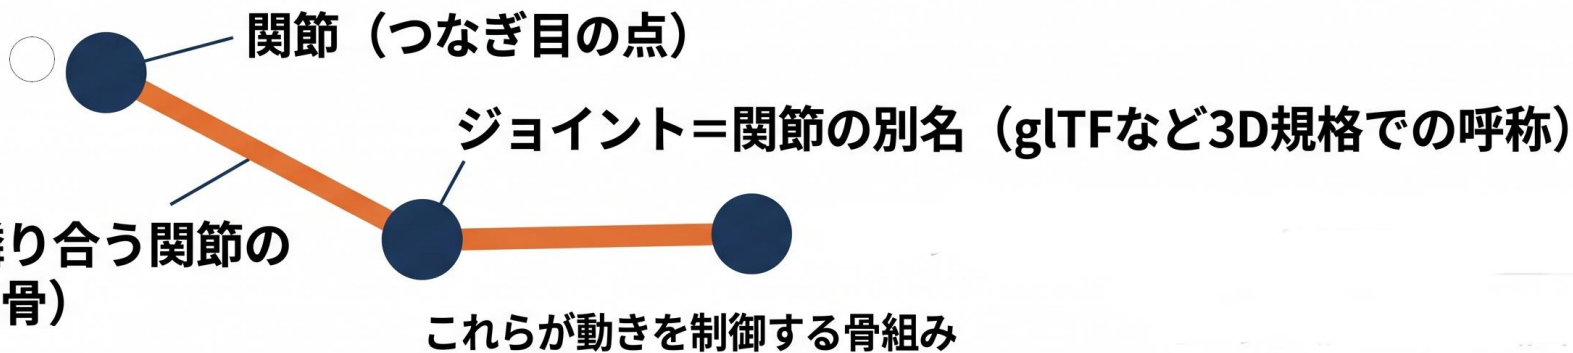 関節（つなぎ目の点）
ジョイント＝関節の別名（glTFなど3D規格での呼称）
り合う関節の
骨）
これらが動きを制御する骨組み